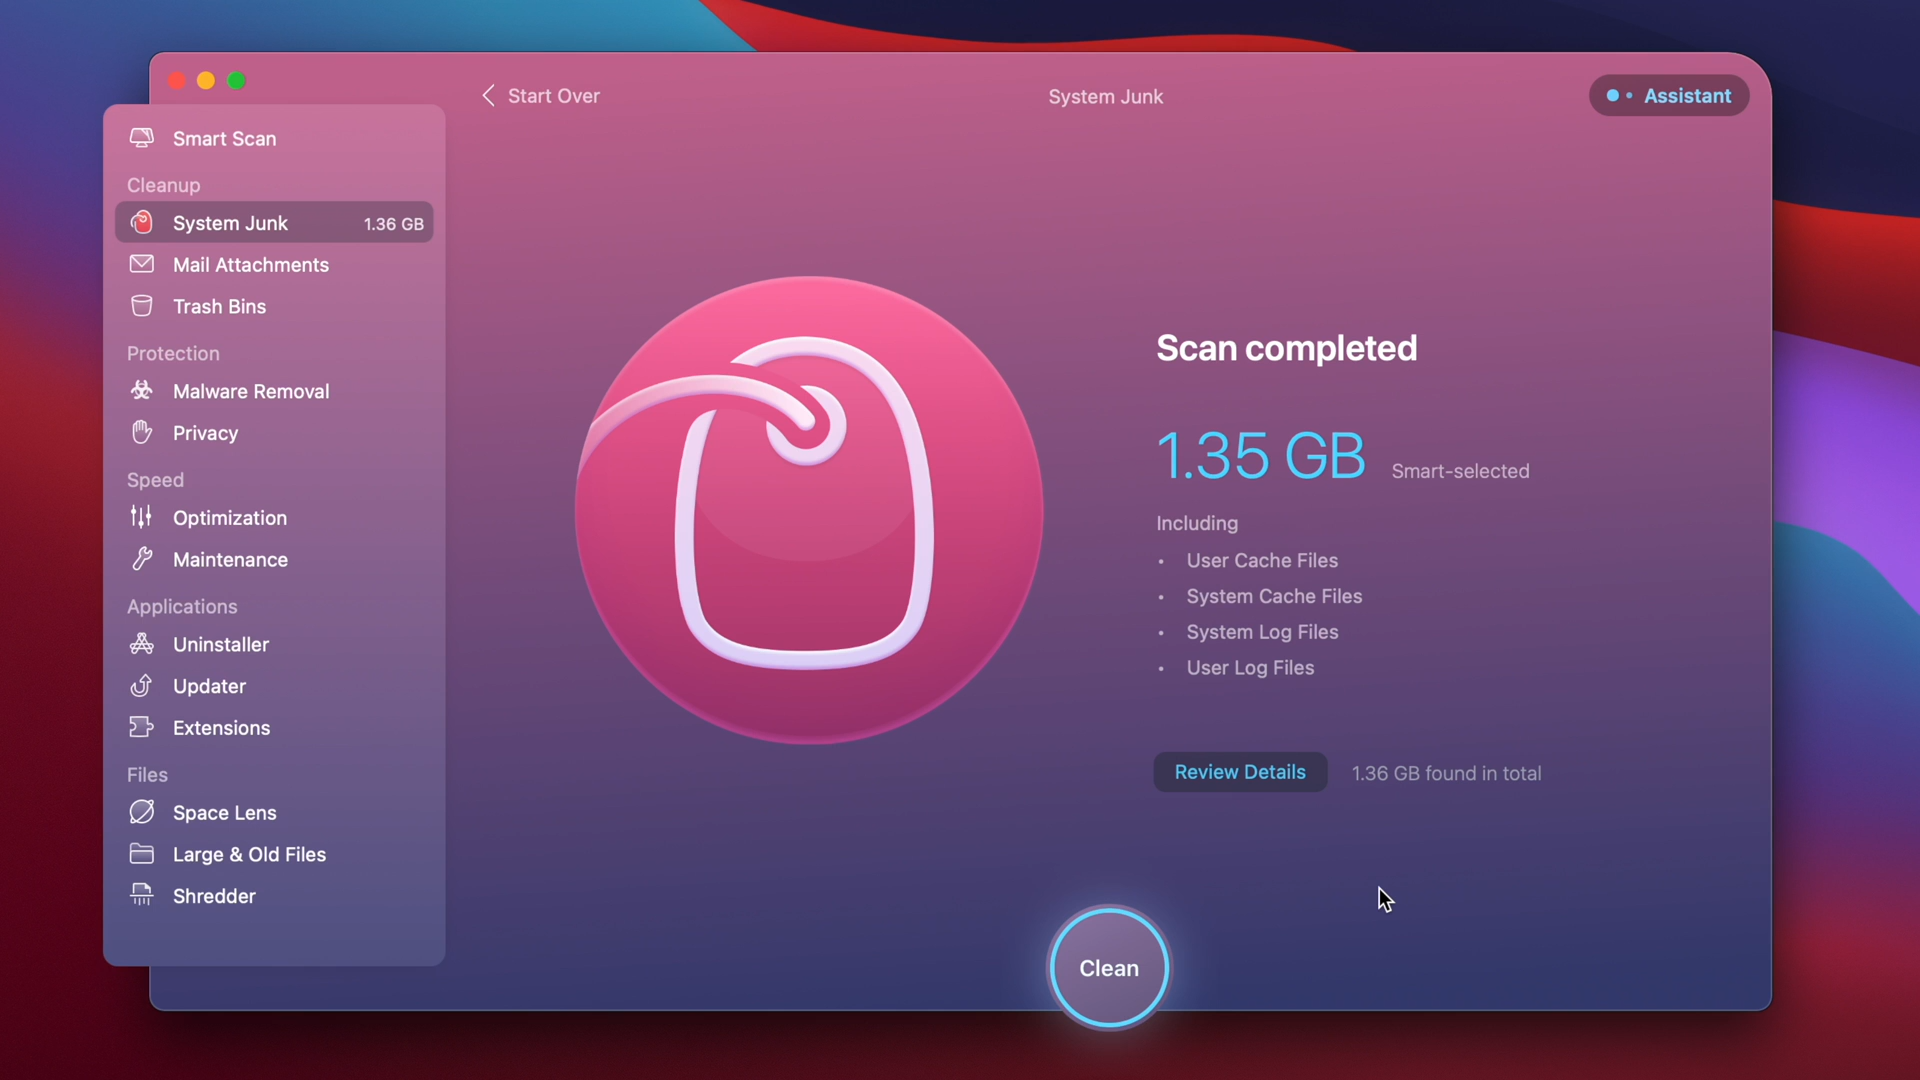 Start Over
System Junk
Assistant
Smart Scan
Cleanup
System Junk 1.36 GB
Mail Attachments
Trash Bins
Protection
Malware Removal
Privacy
Speed
Optimization
Maintenance
Applications
Uninstaller
Updater
Extensions
Files
Space Lens
Large & Old Files
Shredder
Scan completed
1.35 GB Smart-selected
Including
• User Cache Files
• System Cache Files
• System Log Files
• User Log Files
Review Details 1.36 GB found in total
Clean